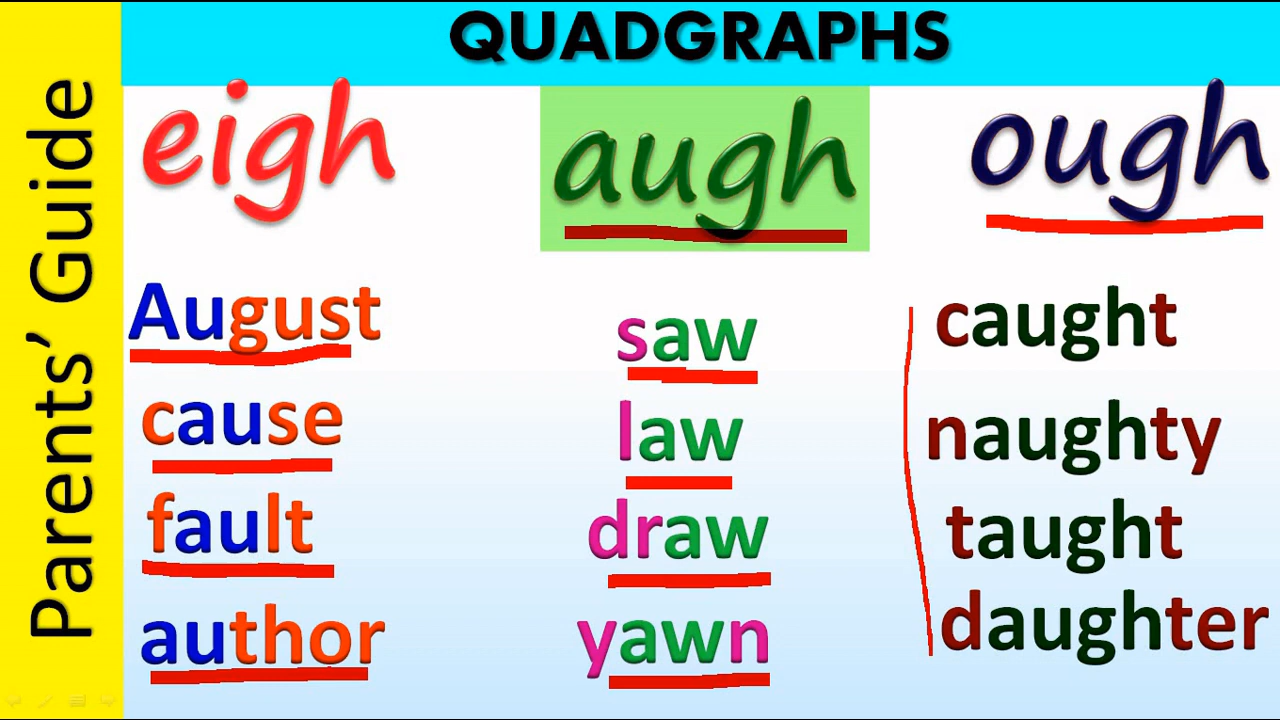 QUADGRAPHS
Parents' Guide
eigh augh ough
August saw caught
cause law naughty
fault draw taught
author yawn daughter